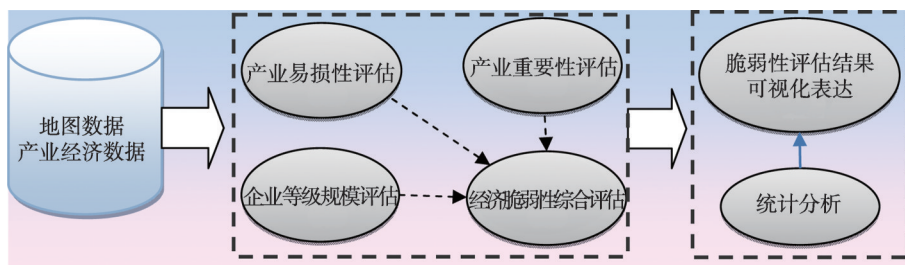 地图数据
产业经济数据
产业易损性评估
产业重要性评估
企业等级规模评估
经济脆弱性综合评估
脆弱性评估结果
可视化表达
统计分析